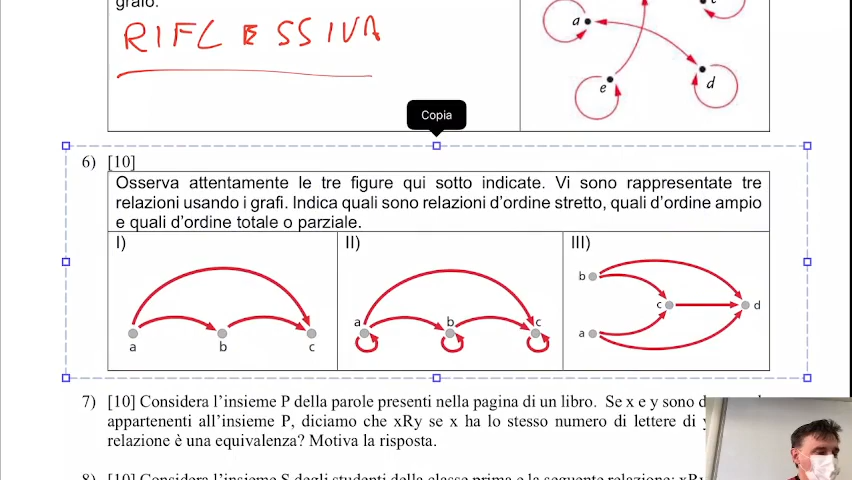 grafo.
RIFLESSIVA
a
e
d
Copia
6) [10]
Osserva attentamente le tre figure qui sotto indicate. Vi sono rappresentate tre
relazioni usando i grafi. Indica quali sono relazioni d'ordine stretto, quali d'ordine ampio
e quali d'ordine totale o parziale.
I)
II)
III)
a
b
c
a
b
c
b
c
d
a
7) [10] Considera l'insieme P della parole presenti nella pagina di un libro. Se x e y sono
appartenenti all'insieme P, diciamo che xRy se x ha lo stesso numero di lettere di
relazione è una equivalenza? Motiva la risposta.
8) [10] Considera l'insieme S degli studenti della classe prima e la seguente relazione: xRy